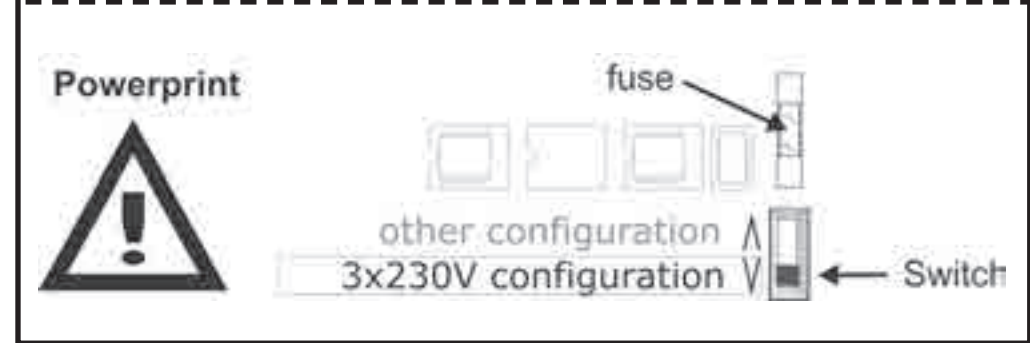 Powerprint
fuse
other configuration
3x230V configuration
Switch